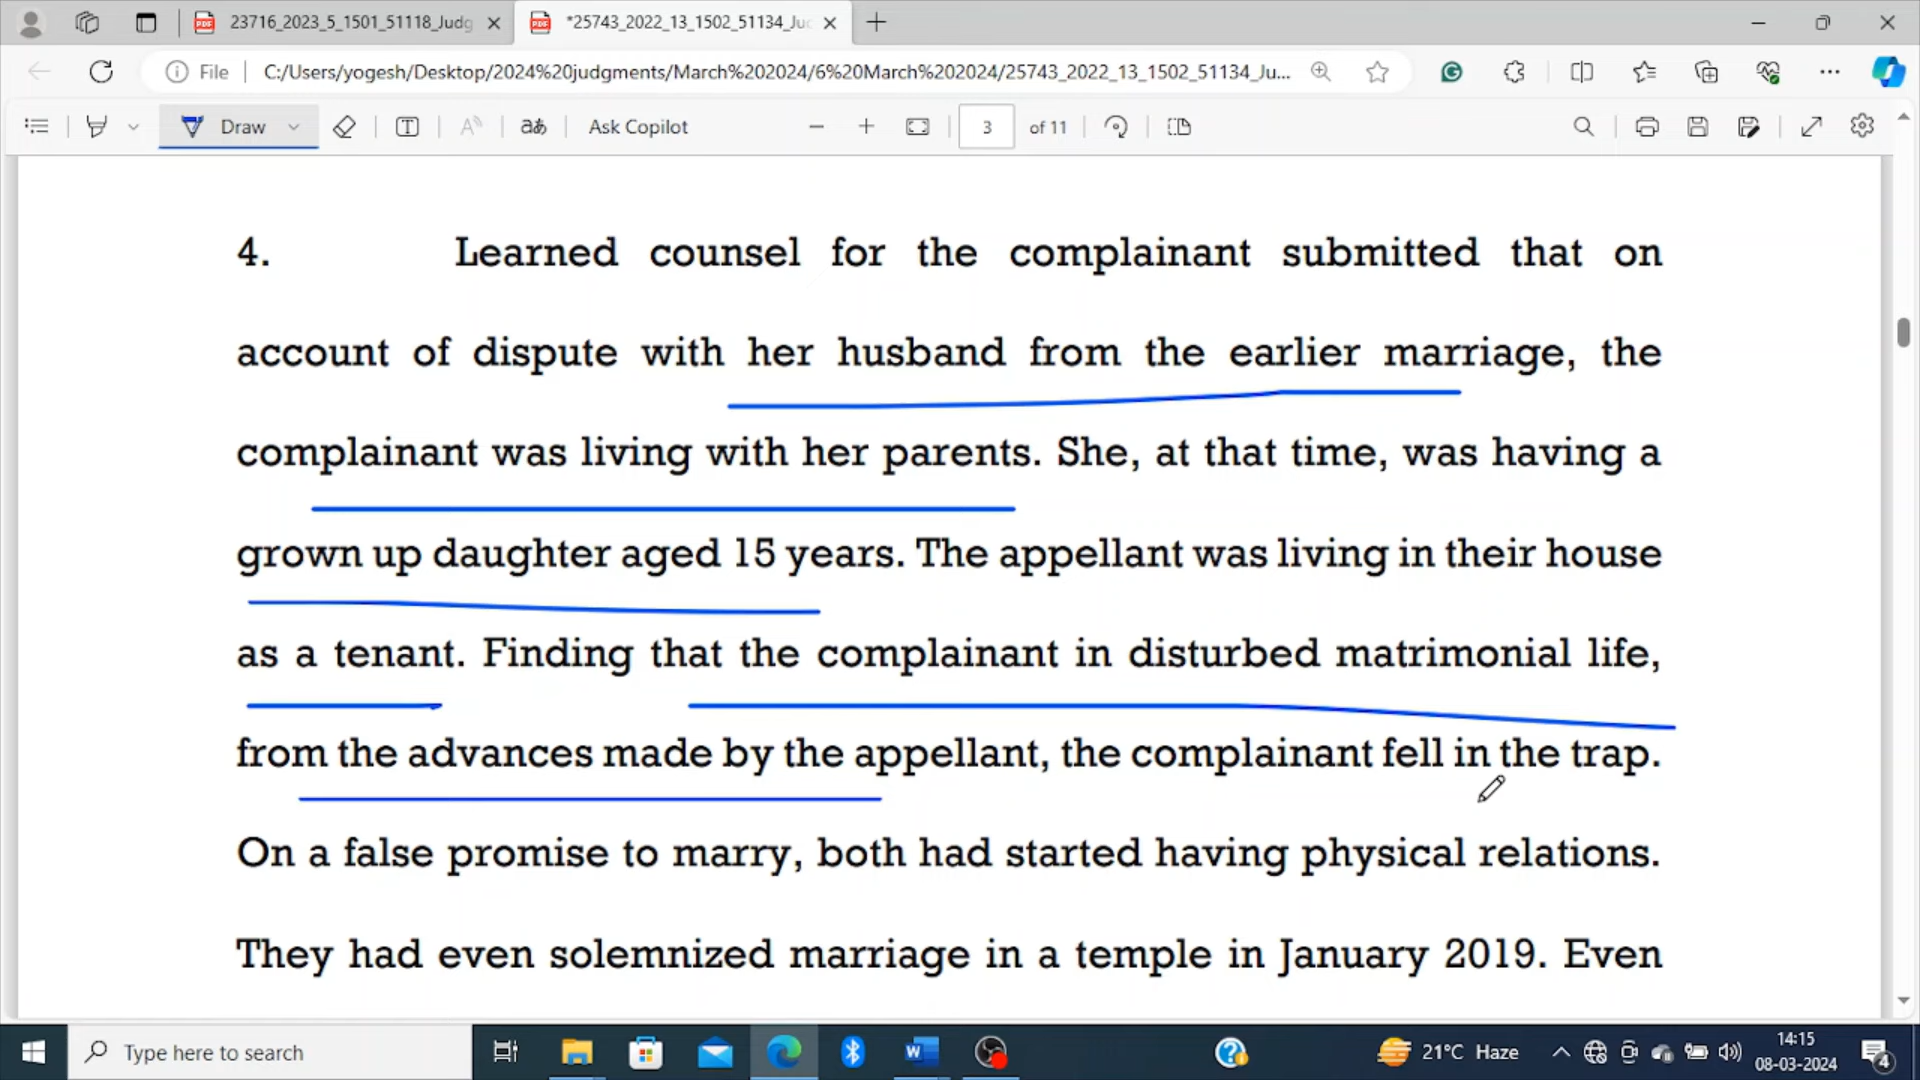 23716_2023_5_1501_51118_Judg
*25743_2022_13_1502_51134_Ju
File
C:/Users/yogesh/Desktop/2024%20judgments/March%202024/6%20March%202024/25743_2022_13_1502_51134_Ju...
Draw
Ask Copilot
3 of 11
4. Learned counsel for the complainant submitted that on
account of dispute with her husband from the earlier marriage, the
complainant was living with her parents. She, at that time, was having a
grown up daughter aged 15 years. The appellant was living in their house
as a tenant. Finding that the complainant in disturbed matrimonial life,
from the advances made by the appellant, the complainant fell in the trap.
On a false promise to marry, both had started having physical relations.
They had even solemnized marriage in a temple in January 2019. Even
Type here to search
21°C Haze
14:15
08-03-2024
4